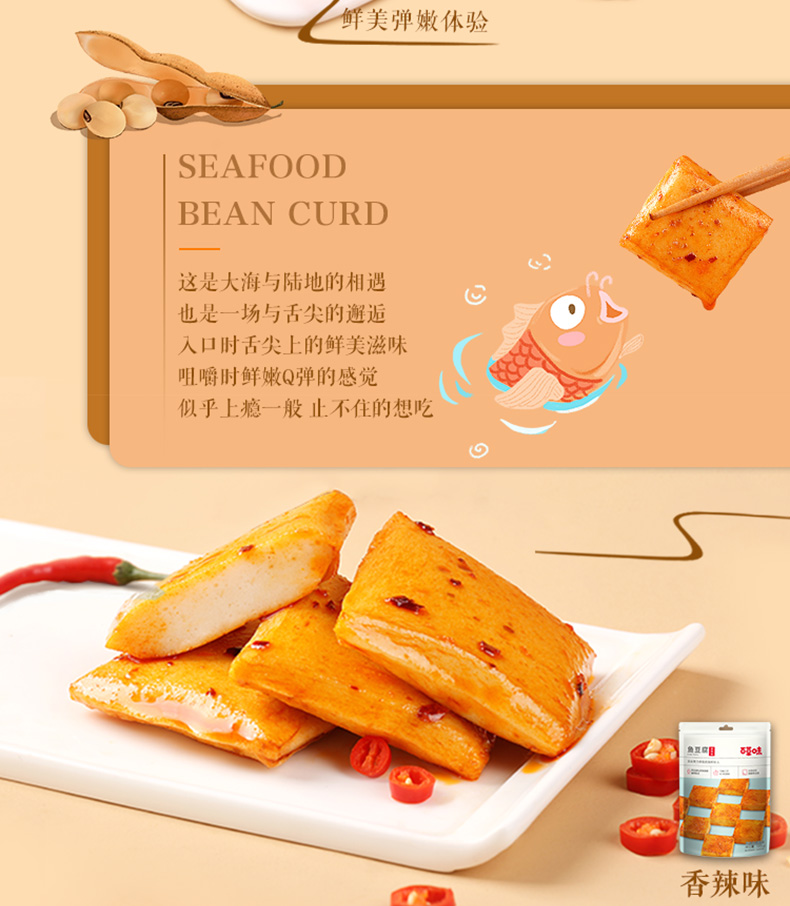 鲜美弹嫩体验
SEAFOOD
BEAN CURD
这是大海与陆地的相遇
也是一场与舌尖的邂逅
入口时舌尖上的鲜美滋味
咀嚼时鲜嫩Q弹的感觉
似乎上瘾一般 止不住的想吃
鱼豆腐
百草味
香辣味